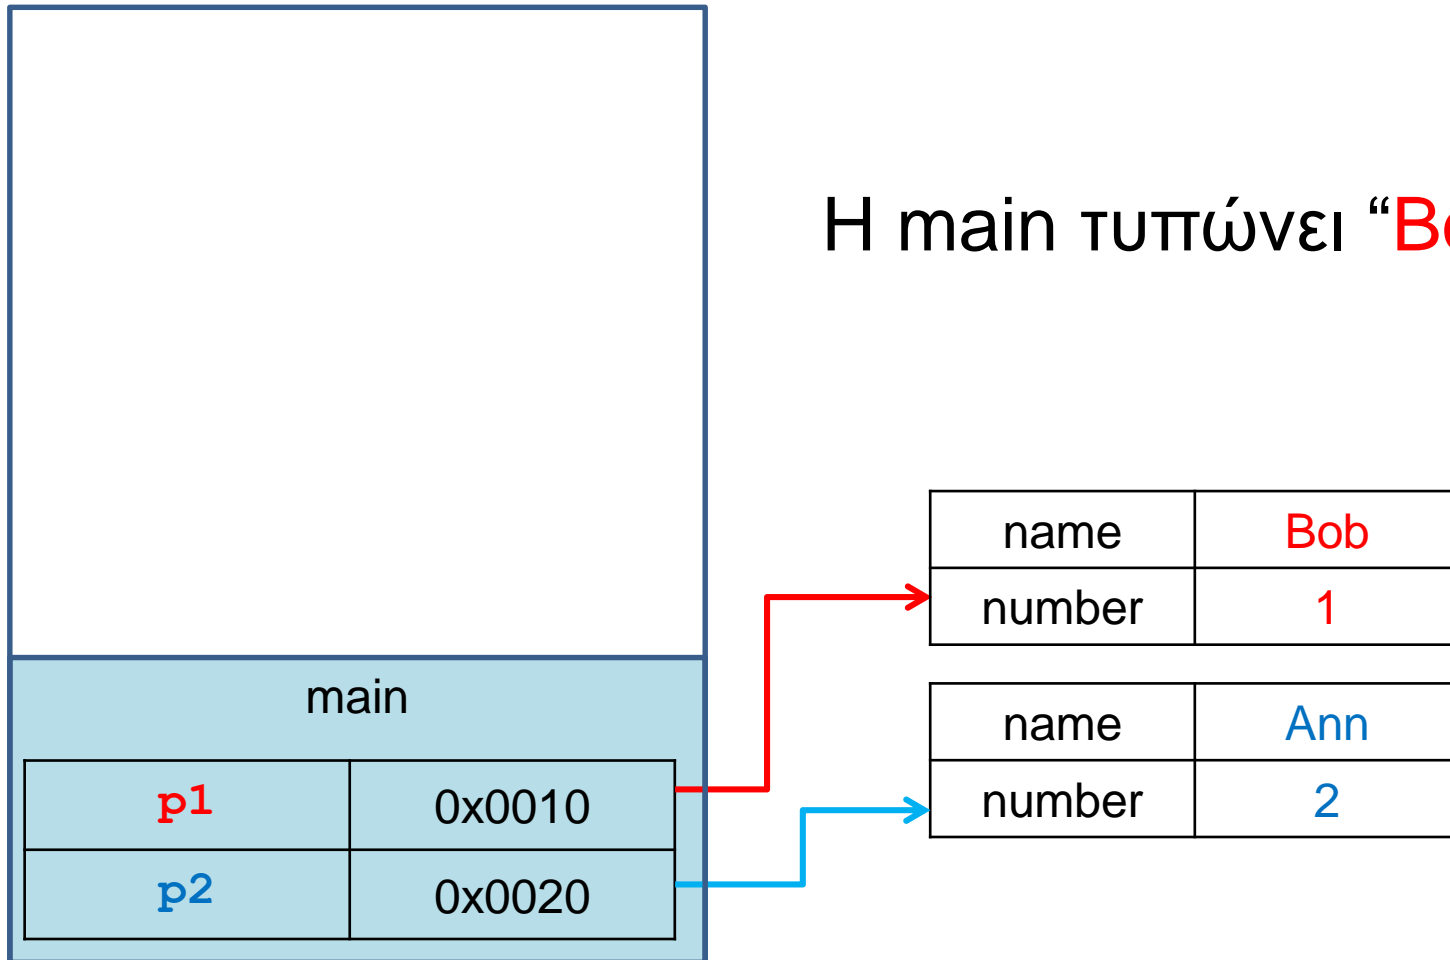 Η main τυπώνει “
name Bob
number 1
main
name Ann
number 2
p1 0x0010
p2 0x0020